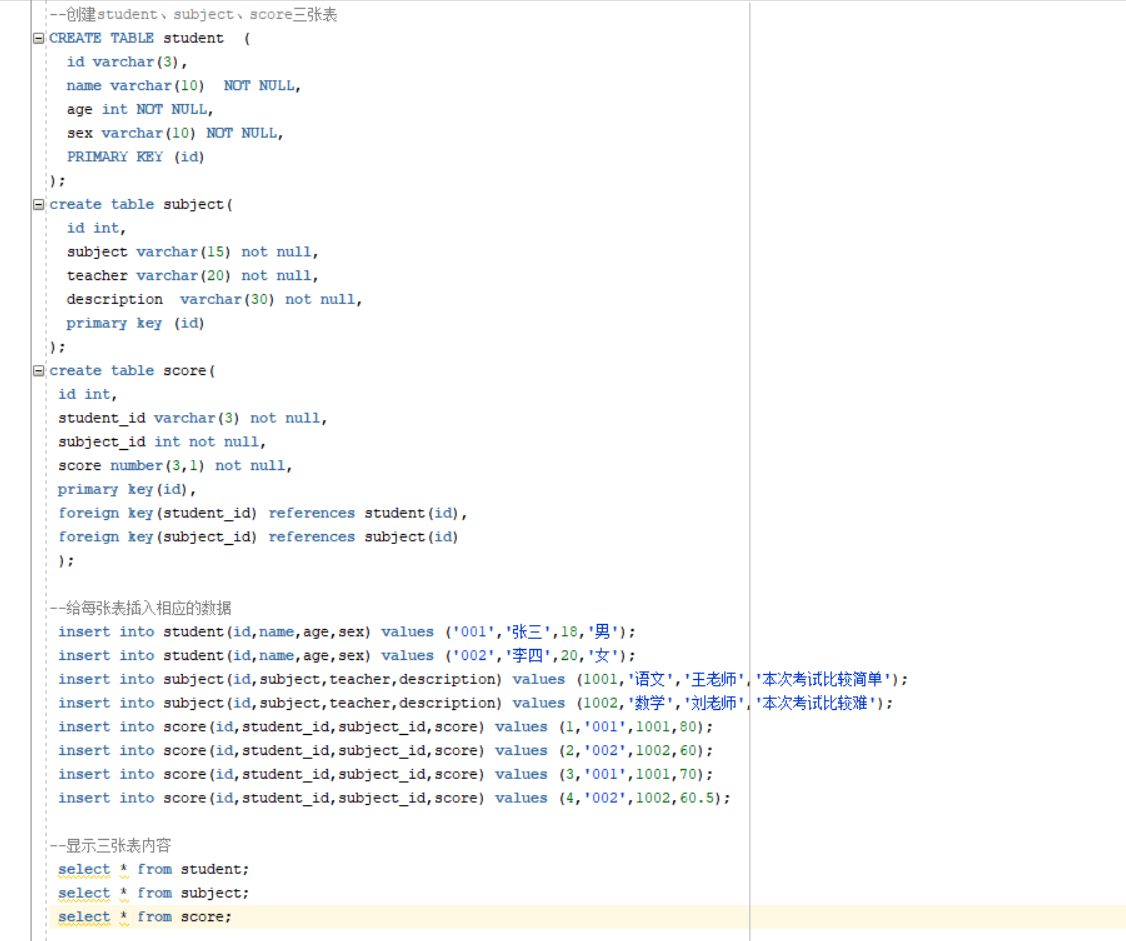 --创建student、subject、score三张表
CREATE TABLE student  (
id varchar(3),
name varchar(10)  NOT NULL,
age int NOT NULL,
sex varchar(10) NOT NULL,
PRIMARY KEY (id)
);
create table subject(
id int,
subject varchar(15) not null,
teacher varchar(20) not null,
description  varchar(30) not null,
primary key (id)
);
create table score(
id int,
student_id varchar(3) not null,
subject_id int not null,
score number(3,1) not null,
primary key(id),
foreign key(student_id) references student(id),
foreign key(subject_id) references subject(id)
);
--给每张表插入相应的数据
insert into student(id,name,age,sex) values ('001','张三',18,'男');
insert into student(id,name,age,sex) values ('002','李四',20,'女');
insert into subject(id,subject,teacher,description) values (1001,'语文','王老师','本次考试比较简单');
insert into subject(id,subject,teacher,description) values (1002,'数学','刘老师','本次考试比较难');
insert into score(id,student_id,subject_id,score) values (1,'001',1001,80);
insert into score(id,student_id,subject_id,score) values (2,'002',1002,60);
insert into score(id,student_id,subject_id,score) values (3,'001',1001,70);
insert into score(id,student_id,subject_id,score) values (4,'002',1002,60.5);
--显示三张表内容
select * from student;
select * from subject;
select * from score;